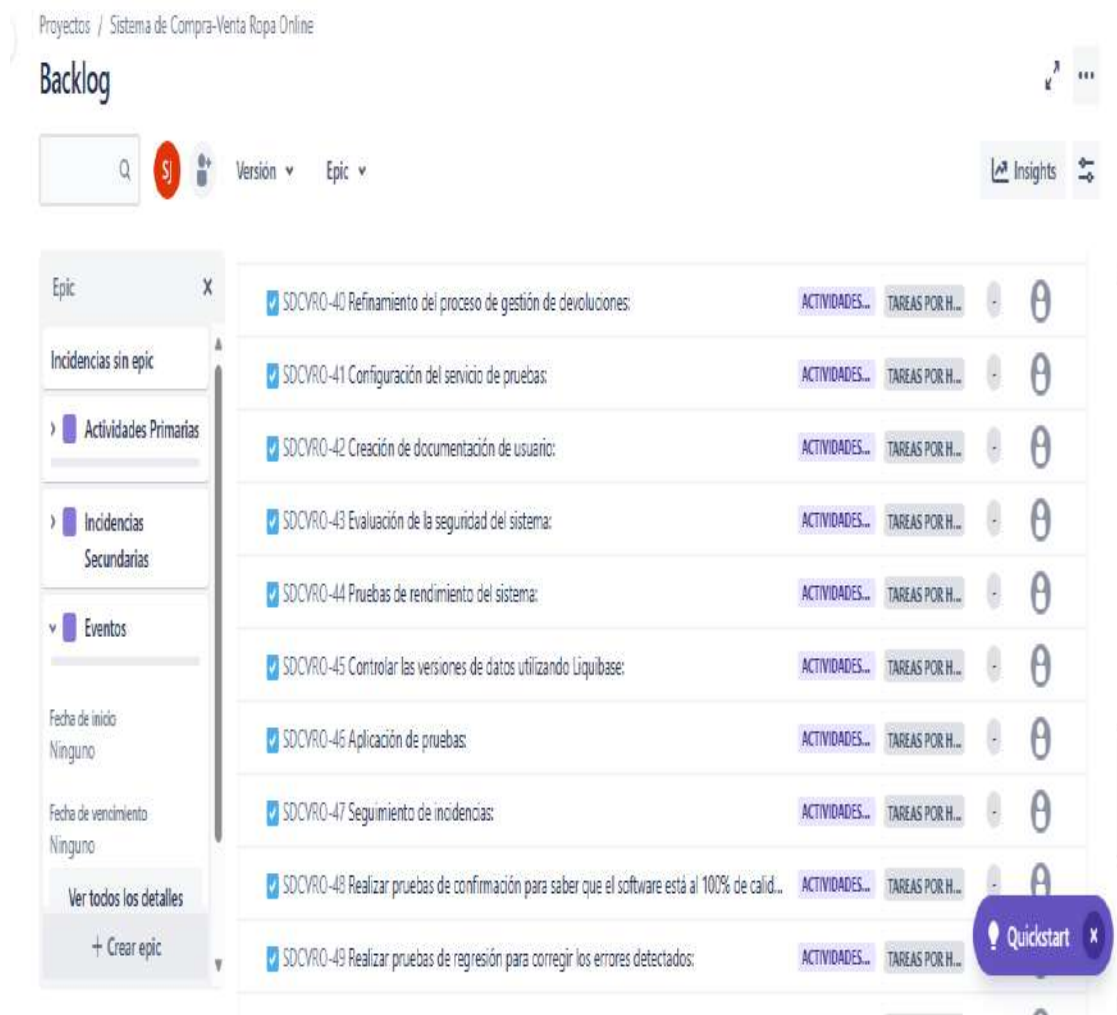 Proyectos / Sistema de Compra-Venta Ropa Online
Backlog
SJ
Versión
Epic
Insights
Epic
Incidencias sin epic
Actividades Primarias
Incidencias
Secundarias
Eventos
Fecha de inicio
Ninguno
Fecha de vencimiento
Ninguno
Ver todos los detalles
+ Crear epic
SDCVRO-40 Refinamiento del proceso de gestión de devoluciones: ACTIVIDADES... TAREAS POR H... -
SDCVRO-41 Configuración del servicio de pruebas: ACTIVIDADES... TAREAS POR H... -
SDCVRO-42 Creación de documentación de usuario: ACTIVIDADES... TAREAS POR H... -
SDCVRO-43 Evaluación de la seguridad del sistema: ACTIVIDADES... TAREAS POR H... -
SDCVRO-44 Pruebas de rendimiento del sistema: ACTIVIDADES... TAREAS POR H... -
SDCVRO-45 Controlar las versiones de datos utilizando Liquibase: ACTIVIDADES... TAREAS POR H... -
SDCVRO-46 Aplicación de pruebas: ACTIVIDADES... TAREAS POR H... -
SDCVRO-47 Seguimiento de incidencias: ACTIVIDADES... TAREAS POR H... -
SDCVRO-48 Realizar pruebas de confirmación para saber que el software está al 100% de calid... ACTIVIDADES... TAREAS POR H... -
SDCVRO-49 Realizar pruebas de regresión para corregir los errores detectados: ACTIVIDADES... TAREAS POR H...
Quickstart